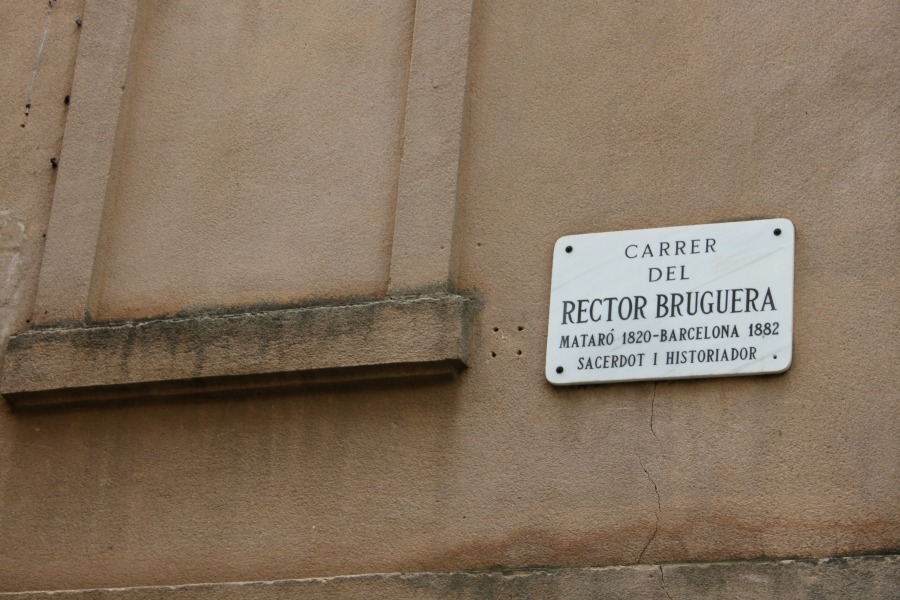 CARRER
DEL
RECTOR BRUGUERA
MATARÓ 1820-BARCELONA 1882
SACERDOT I HISTORIADOR